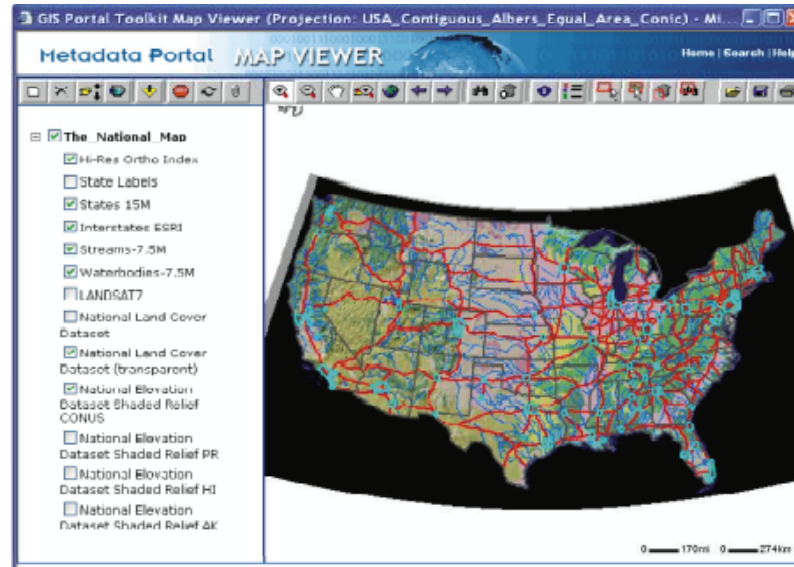 GIS Portal Toolkit Map Viewer (Projection: USA_Contiguous_Albers_Equal_Area_Conic) - Mi...
Metadata Portal MAP VIEWER
Home | Search | Help
The_National_Map
Hi-Res Ortho Index
State Labels
States 15M
Interstates ESRI
Streams-7.5M
Waterbodies-7.5M
LANDSAT7
National Land Cover
Dataset
National Land Cover
Dataset (transparent)
National Elevation
Dataset Shaded Relief
CONUS
National Elevation
Dataset Shaded Relief PR
National Elevation
Dataset Shaded Relief HI
National Elevation
Dataset Shaded Relief AK
0 170mi 0 274km